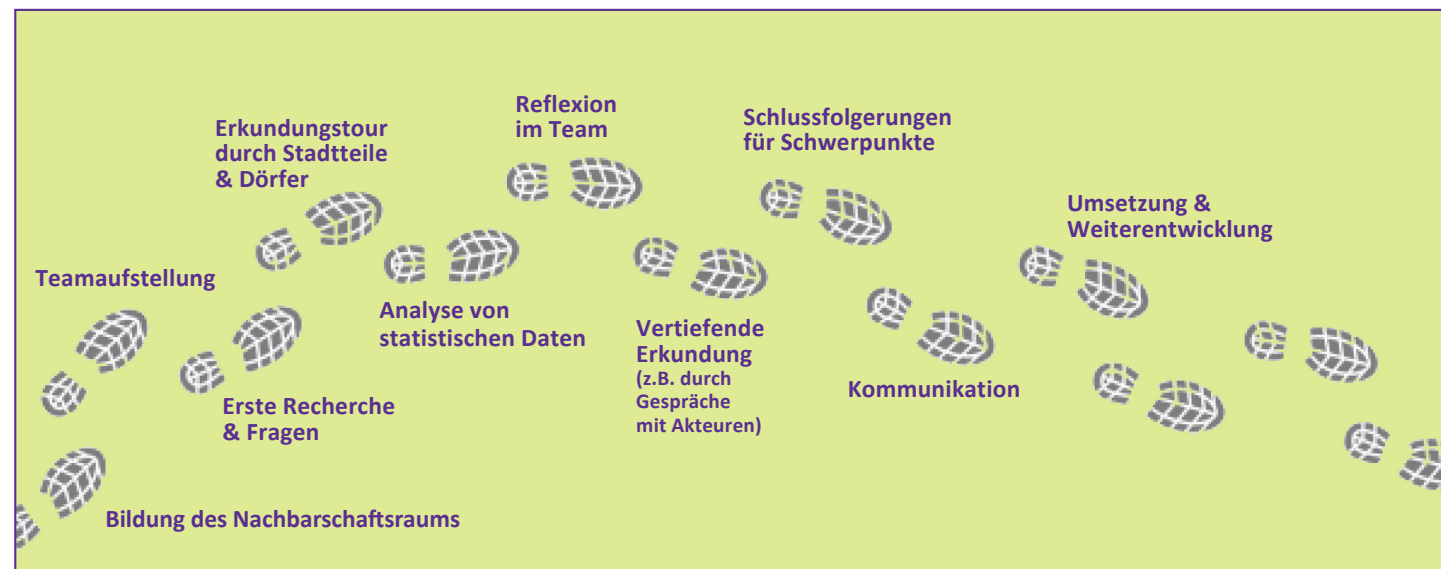 Bildung des Nachbarschaftsraums
Teamaufstellung
Erste Recherche
& Fragen
Erkundungstour
durch Stadtteile
& Dörfer
Analyse von
statistischen Daten
Reflexion
im Team
Vertiefende
Erkundung
(z.B. durch
Gespräche
mit Akteuren)
Schlussfolgerungen
für Schwerpunkte
Kommunikation
Umsetzung &
Weiterentwicklung